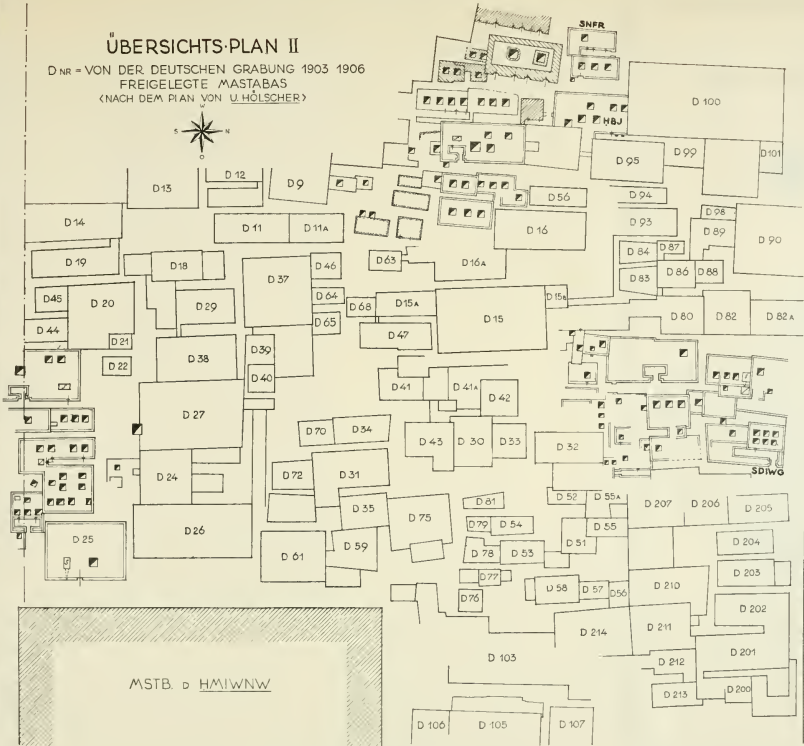 ÜBERSICHTS·PLAN II
D NR = VON DER DEUTSCHEN GRABUNG 1903 1906
FREIGELEGTE MASTABAS
(NACH DEM PLAN VON U. HÖLSCHER)
W
S N
O
SNFR
D 100
HBJ
D 95
D 99
D 101
D 13
D 12
D 9
D 56
D 94
D 14
D 11
D 11A
D 16
D 93
D 98
D 89
D 90
D 19
D 18
D 37
D 46
D 63
D 16A
D 84
D 87
D 83
D 86
D 88
D 45
D 20
D 29
D 64
D 68
D 15A
D 15
D 15B
D 80
D 82
D 82A
D 44
D 21
D 65
D 47
D 22
D 38
D 39
D 40
D 41
D 41A
D 42
D 27
D 70
D 34
D 43
D 30
D 33
D 32
D 24
D 72
D 31
SDIWG
D 26
D 35
D 75
D 81
D 52
D 55A
D 207
D 206
D 205
D 25
D 61
D 59
D 79
D 54
D 51
D 55
D 204
D 78
D 53
D 77
D 58
D 57
D 56
D 210
D 203
D 76
D 202
D 214
D 211
D 103
D 212
D 201
MSTB. D HMIWNW
D 213
D 200
D 106
D 105
D 107